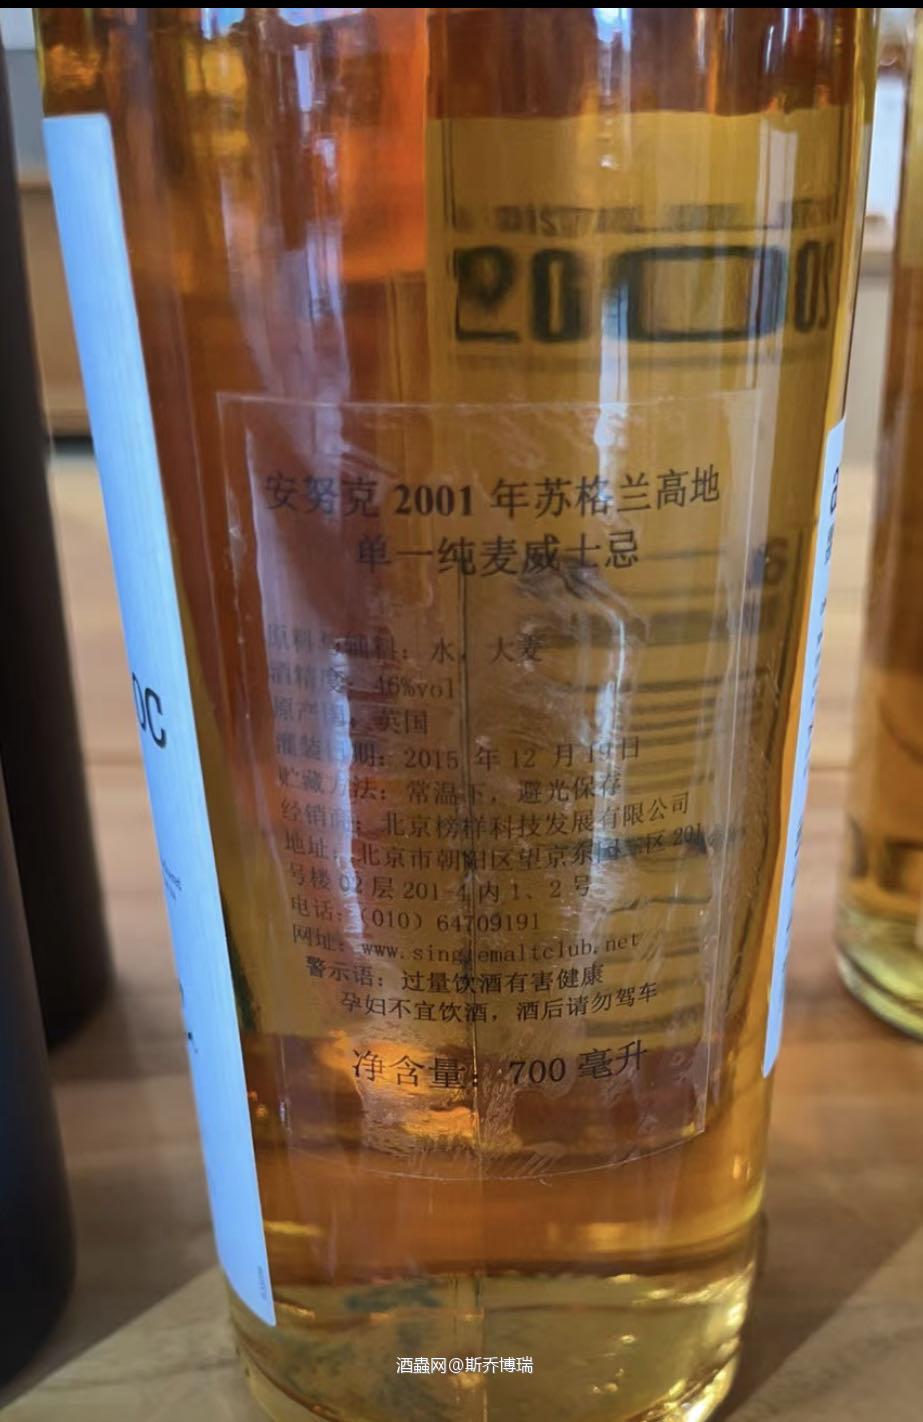 安努克 2001 年苏格兰高地
单一纯麦威士忌
原料与辅料：水，大麦
酒精度：46%vol
原产国：英国
灌装日期：2015 年 12 月 19 日
贮藏方法：常温下，避光保存
经销商：北京榜样科技发展有限公司
地址：北京市朝阳区望京东园 区 201
号楼 02 层 201-4 内 1、2 号
电话：（010）64709191
网址：www.singlemaltclub.net
警示语：过量饮酒有害健康
孕妇不宜饮酒，酒后请勿驾车
净含量：700 毫升
OC
酒蟲网@斯乔博瑞